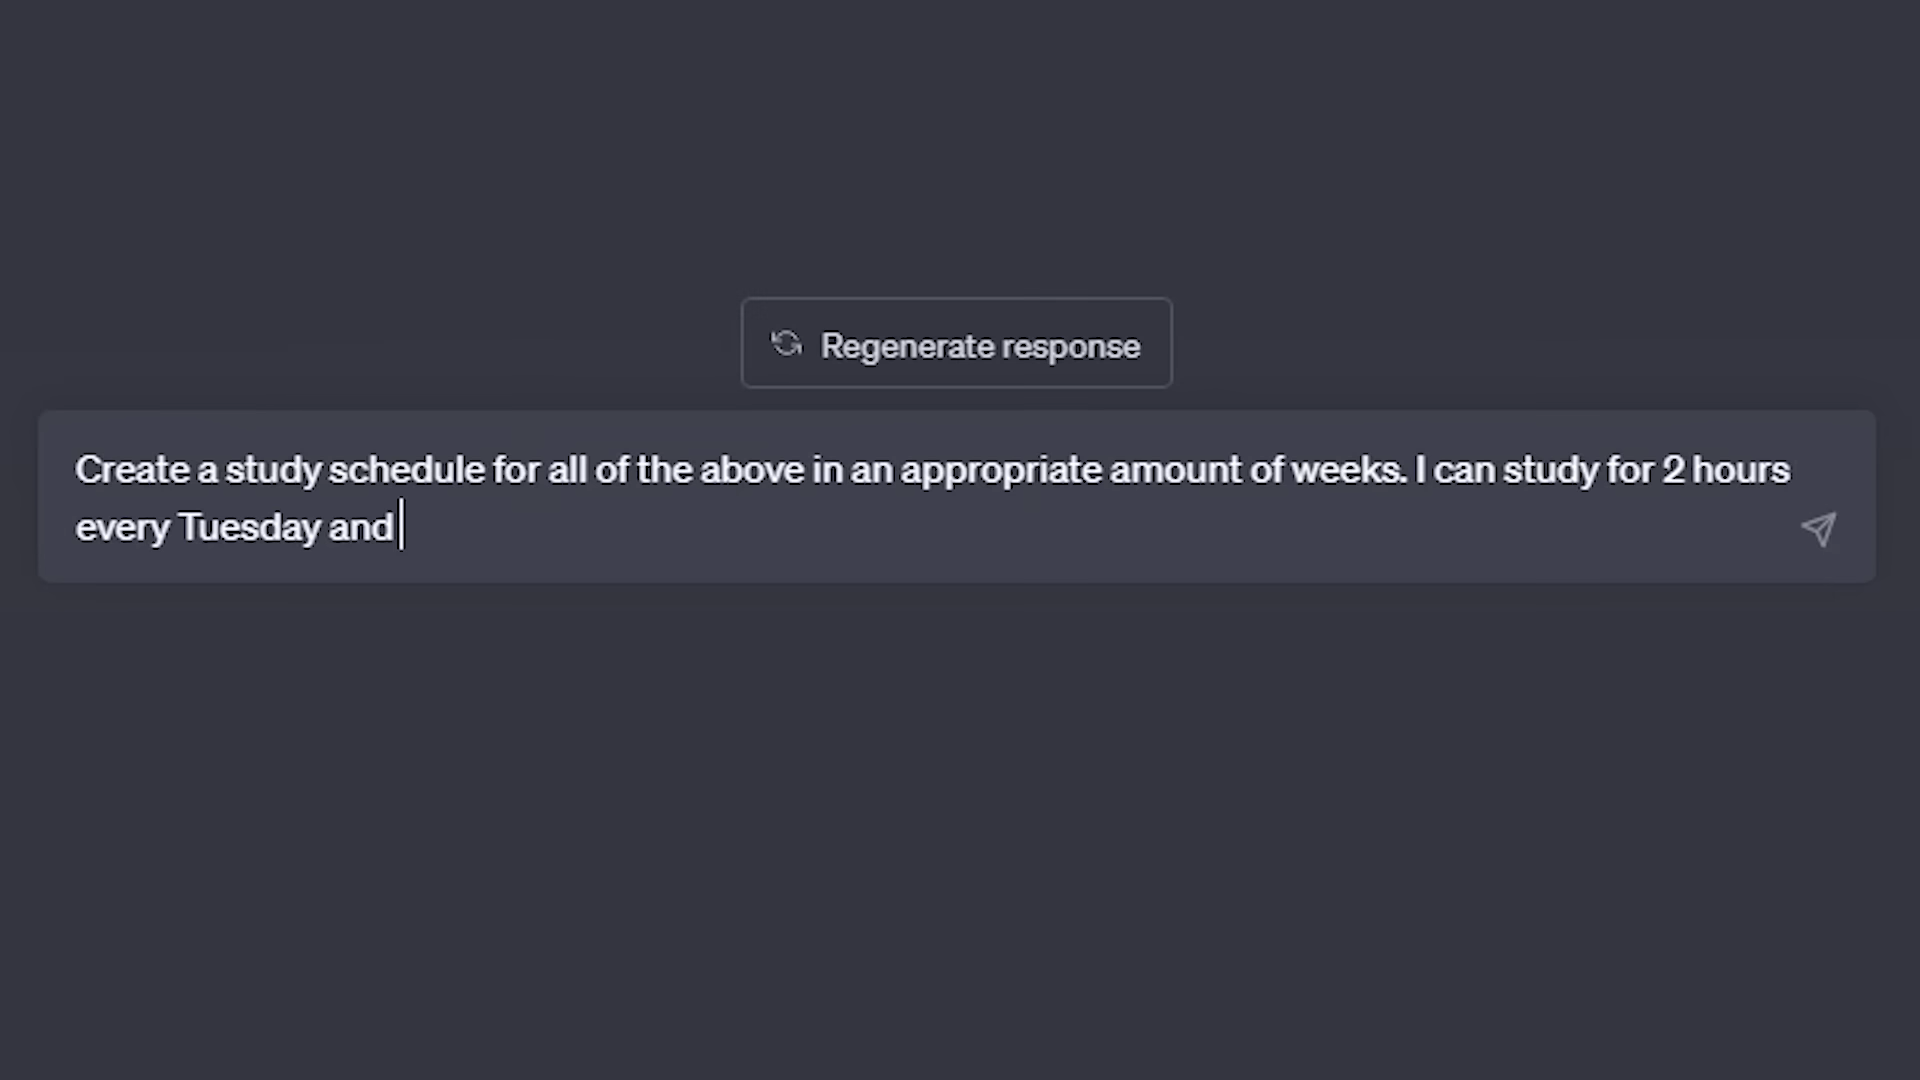 Regenerate response
Create a study schedule for all of the above in an appropriate amount of weeks. I can study for 2 hours
every Tuesday and